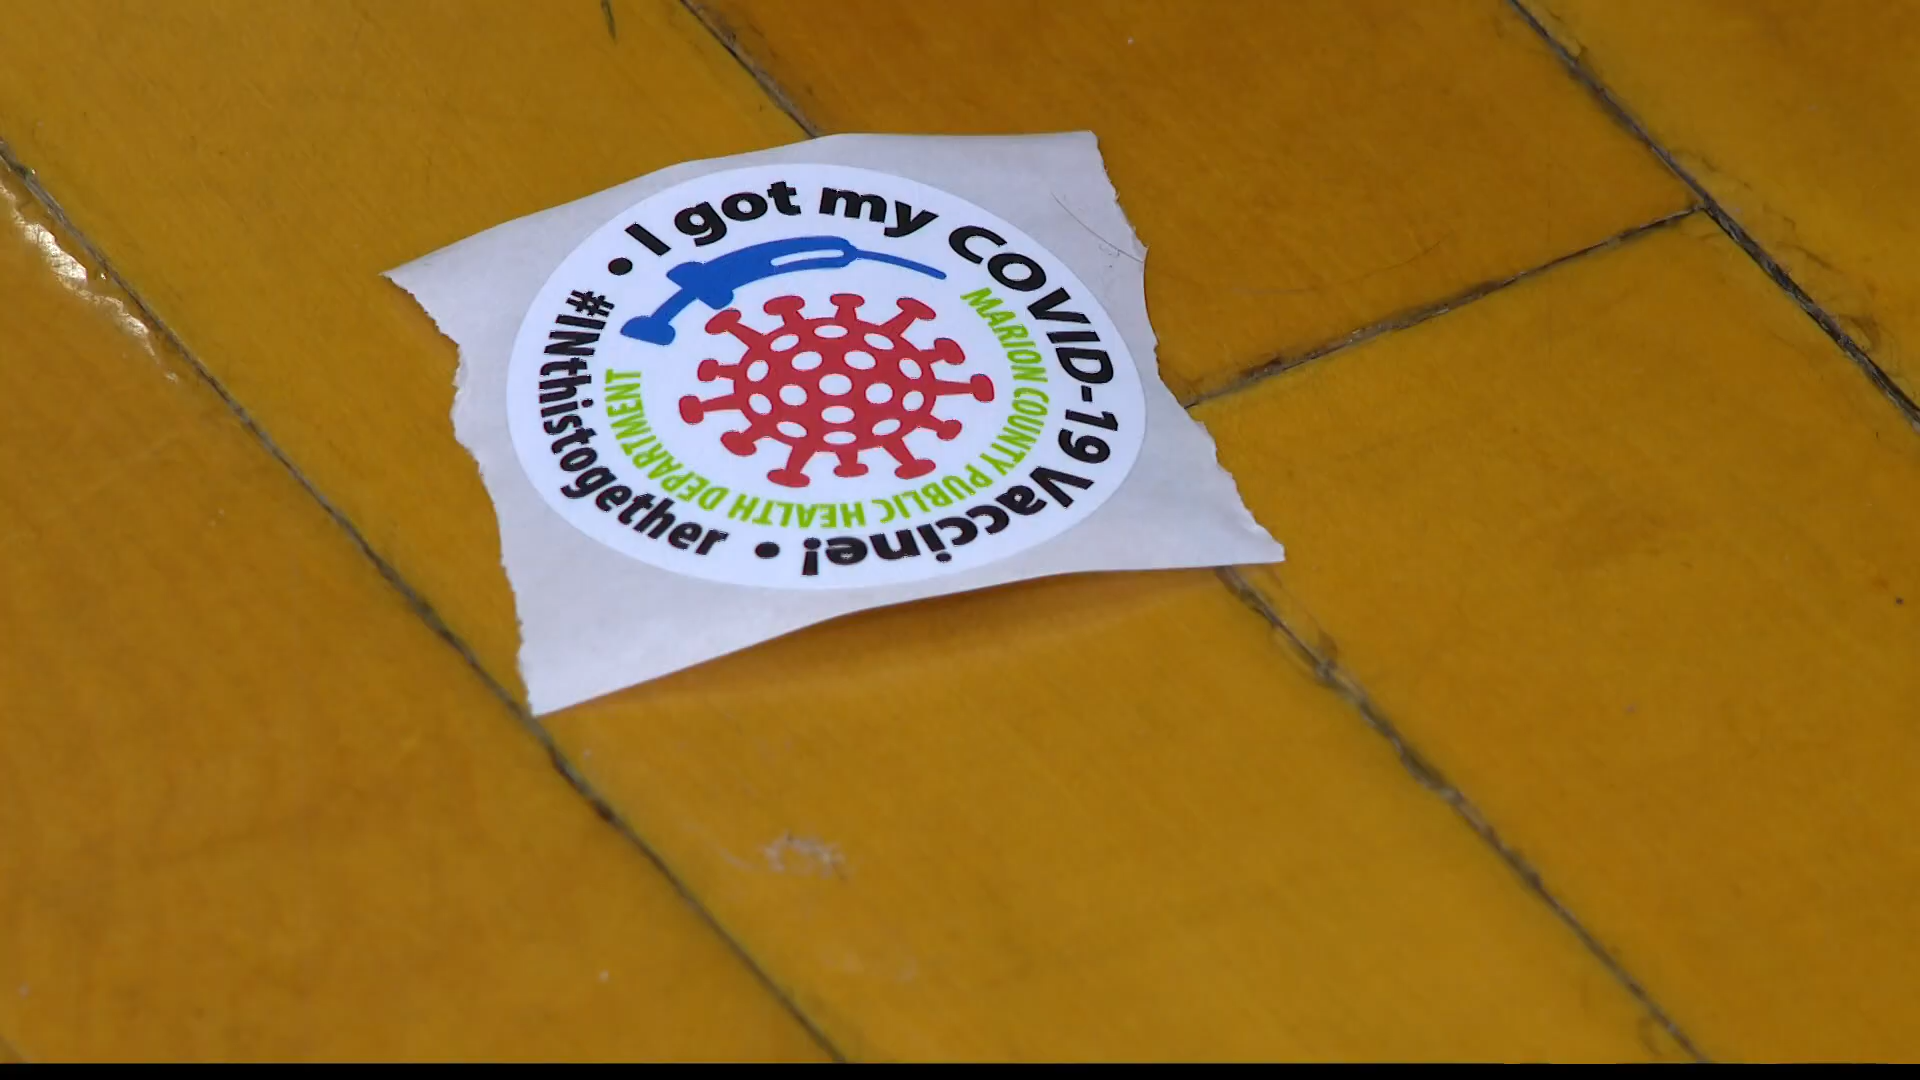 • I got my COVID-19 Vaccine!
• #INthistogether
MARION COUNTY PUBLIC HEALTH DEPARTMENT